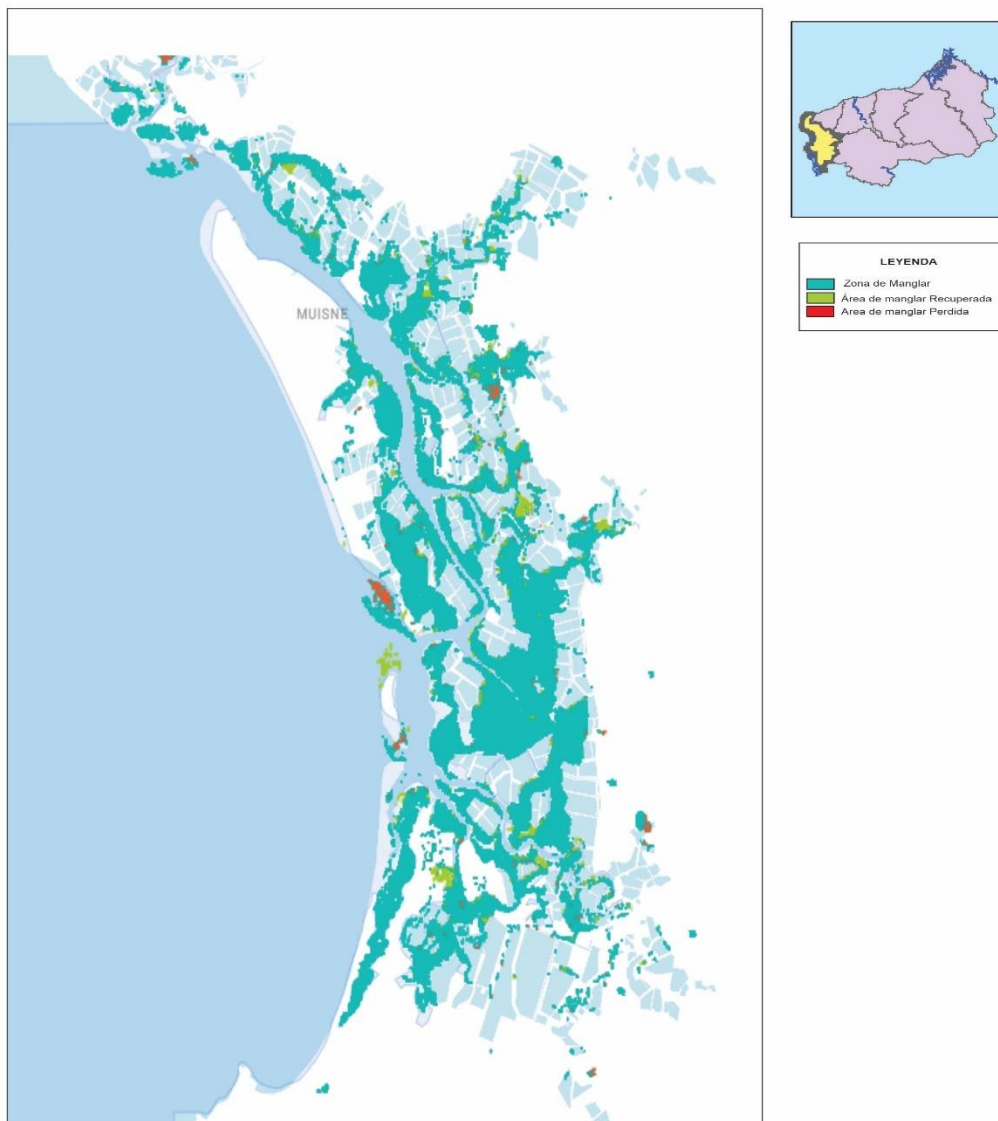 MUISNE
LEYENDA
Zona de Manglar
Área de manglar Recuperada
Area de manglar Perdida